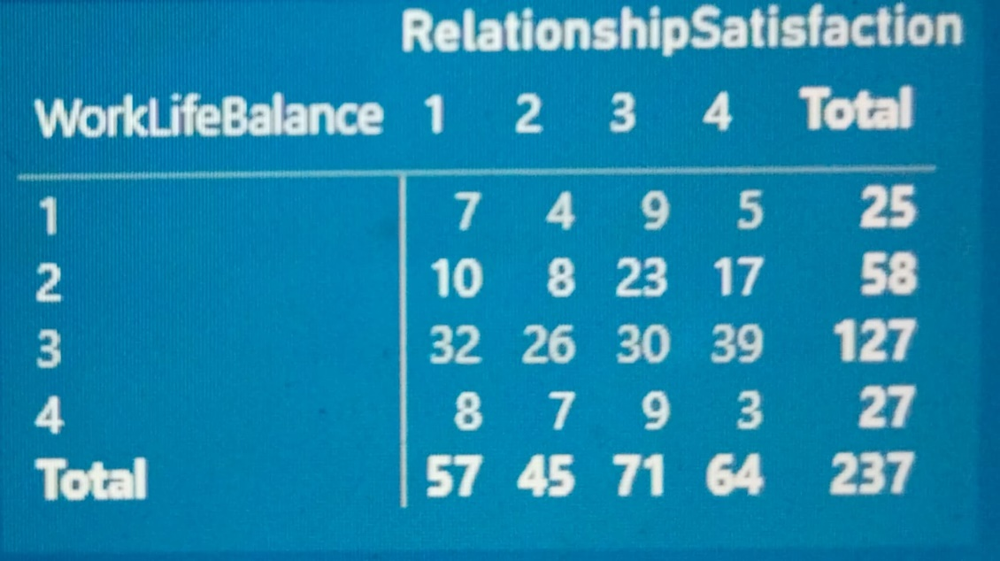 RelationshipSatisfaction
WorkLifeBalance 1 2 3 4 Total
1 7 4 9 5 25
2 10 8 23 17 58
3 32 26 30 39 127
4 8 7 9 3 27
Total 57 45 71 64 237